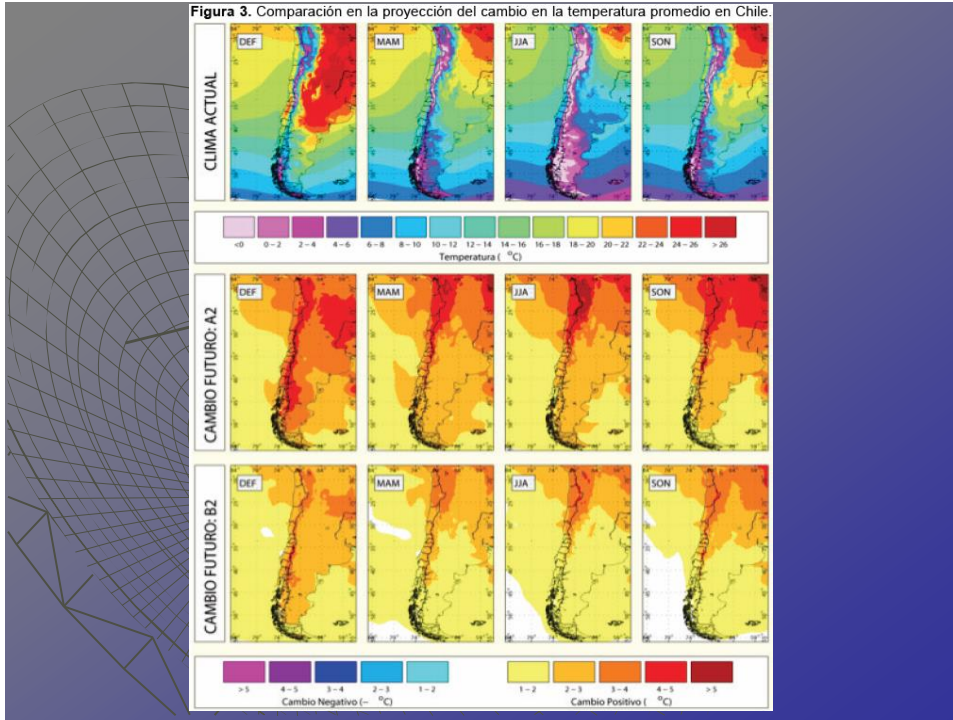 Figura 3. Comparación en la proyección del cambio en la temperatura promedio en Chile.
CLIMA ACTUAL
DEF
MAM
JJA
SON
<0 0 – 2 2 – 4 4 – 6 6 – 8 8 – 10 10 – 12 12 – 14 14 – 16 16 – 18 18 – 20 20 – 22 22 – 24 24 – 26 > 26
Temperatura ( °C)
CAMBIO FUTURO: A2
DEF
MAM
JJA
SON
CAMBIO FUTURO: B2
DEF
MAM
JJA
SON
> 5 4 – 5 3 – 4 2 – 3 1 – 2
Cambio Negativo (– °C)
1 – 2 2 – 3 3 – 4 4 – 5 > 5
Cambio Positivo ( °C)